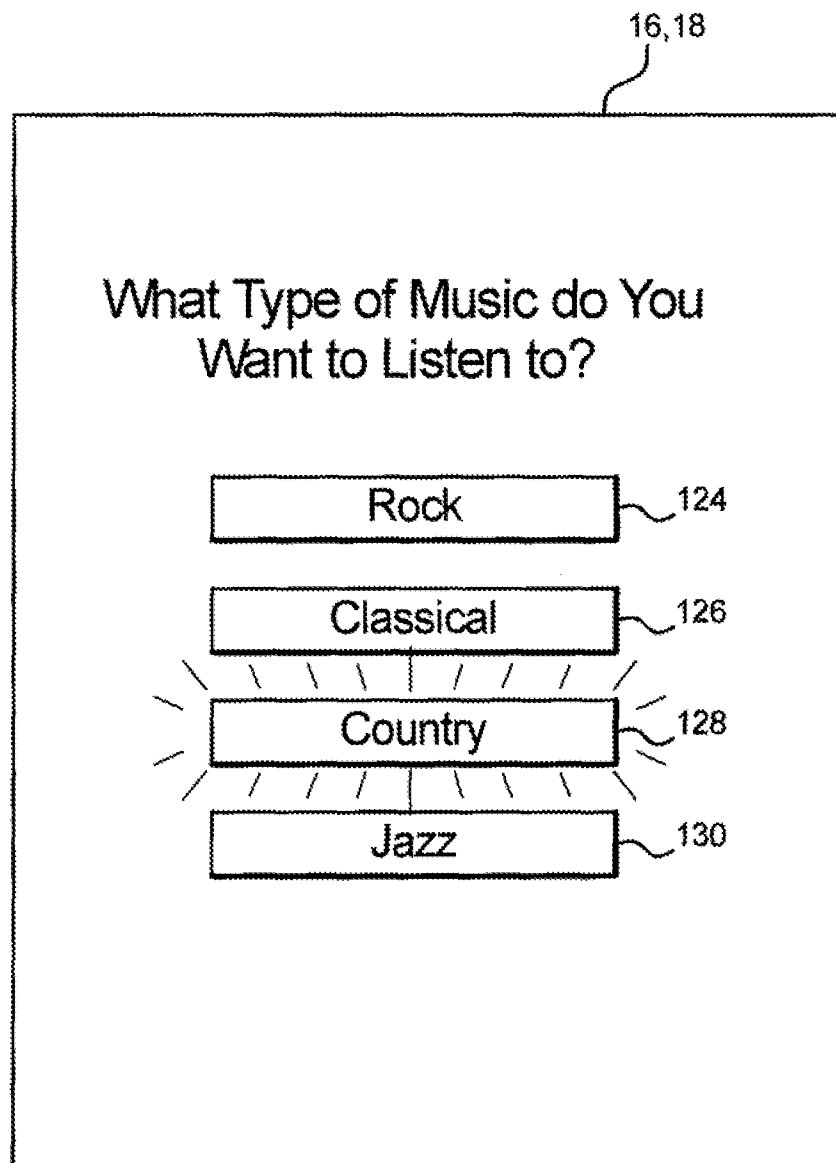 16,18
What Type of Music do You
Want to Listen to?
Rock
124
Classical
126
Country
128
Jazz
130